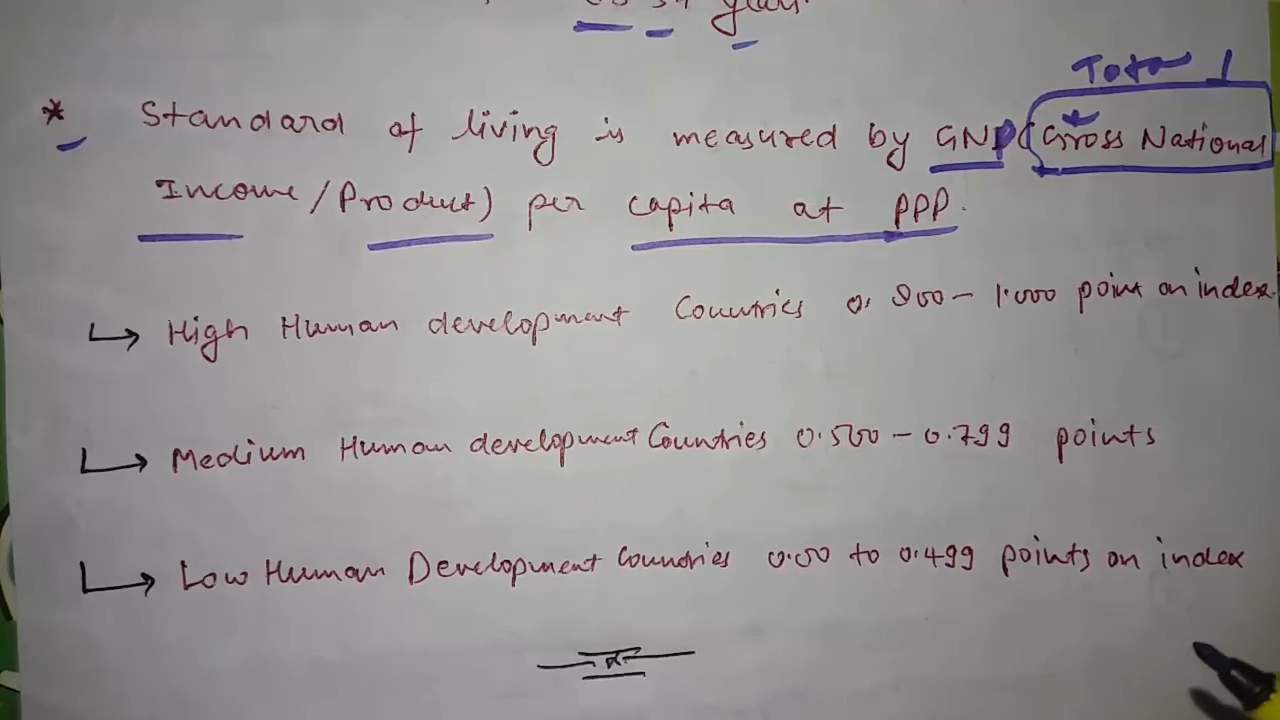 years
Total 1
* Standard of living is measured by GNP (Gross National
Income/Product) per capita at PPP.
↳ High Human development Countries 0.800 - 1.000 point on index.
↳ Medium Human development Countries 0.500 - 0.799 points
↳ Low Human Development Countries 0.00 to 0.499 points on index